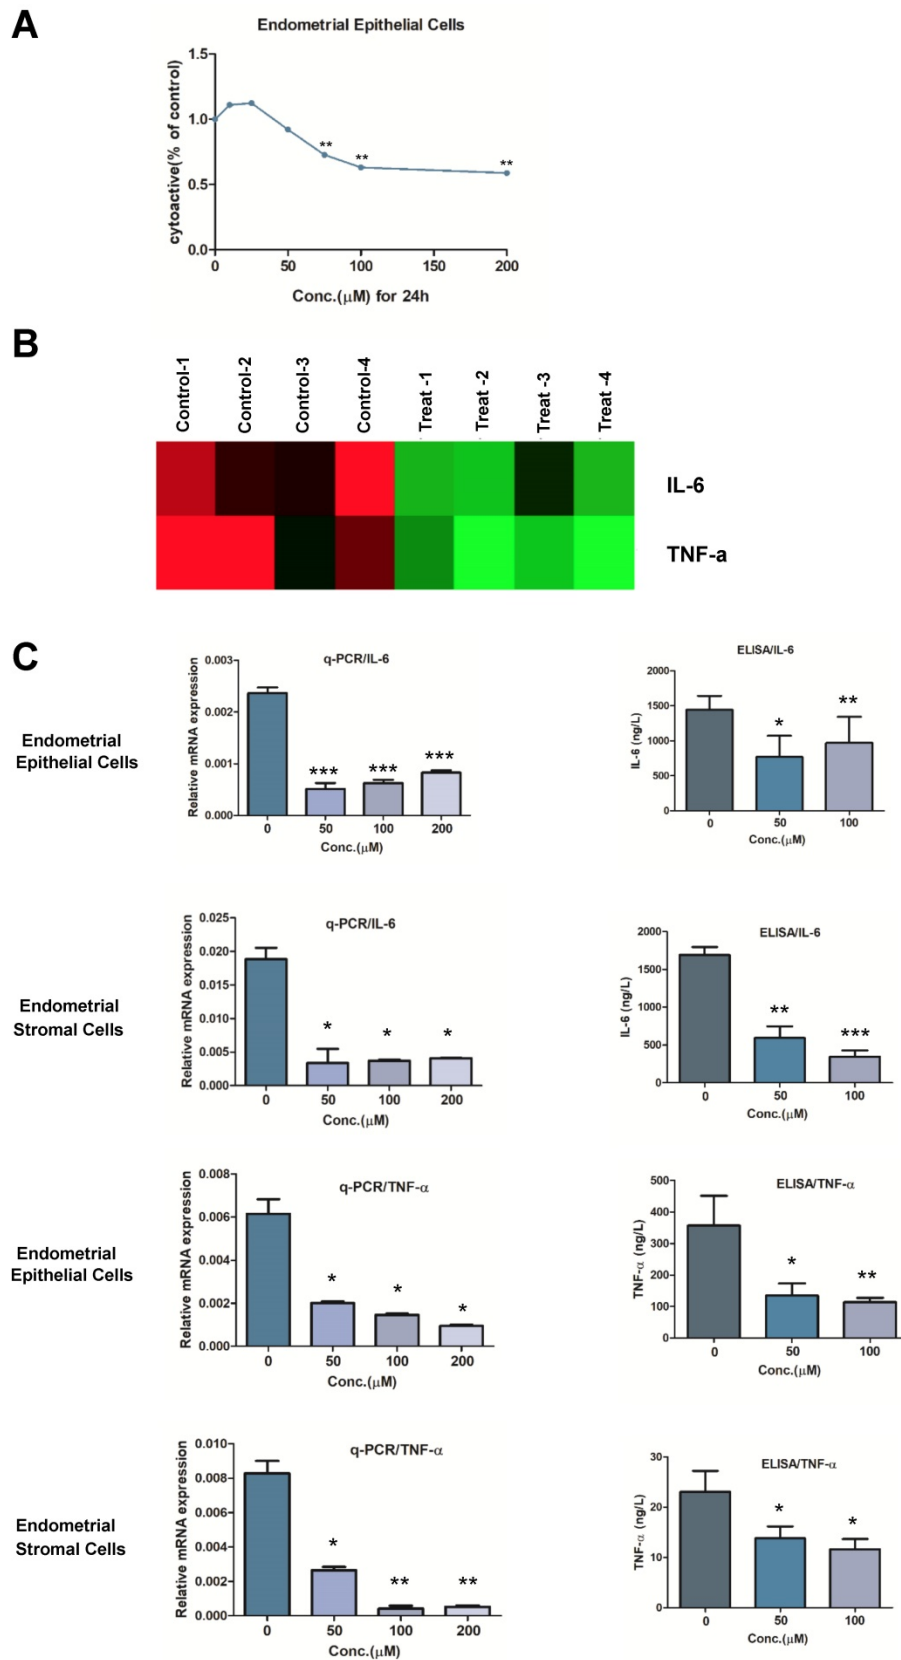 A
Endometrial Epithelial Cells
cytoactive(% of control)
1.5
1.0
0.5
0.0
** ** **
0 50 100 150 200
Conc.(μM) for 24h
B
Control-1 Control-2 Control-3 Control-4 Treat -1 Treat -2 Treat -3 Treat -4
IL-6
TNF-a
C
Endometrial
Epithelial Cells
q-PCR/IL-6
Relative mRNA expression
0.003
0.002
0.001
0.000
*** *** ***
0 50 100 200
Conc.(μM)
ELISA/IL-6
IL-6 (ng/L)
2000
1500
1000
500
0
* **
0 50 100
Conc.(μM)
Endometrial
Stromal Cells
q-PCR/IL-6
Relative mRNA expression
0.025
0.020
0.015
0.010
0.005
0.000
* * *
0 50 100 200
Conc.(μM)
ELISA/IL-6
IL-6 (ng/L)
2000
1500
1000
500
0
** ***
0 50 100
Conc.(μM)
Endometrial
Epithelial Cells
q-PCR/TNF-α
Relative mRNA expression
0.008
0.006
0.004
0.002
0.000
* * *
0 50 100 200
Conc.(μM)
ELISA/TNF-α
TNF-α (ng/L)
500
400
300
200
100
0
* **
0 50 100
Conc.(μM)
Endometrial
Stromal Cells
q-PCR/TNF-α
Relative mRNA expression
0.010
0.008
0.006
0.004
0.002
0.000
* ** **
0 50 100 200
Conc.(μM)
ELISA/TNF-α
TNF-α (ng/L)
30
20
10
0
* *
0 50 100
Conc.(μM)